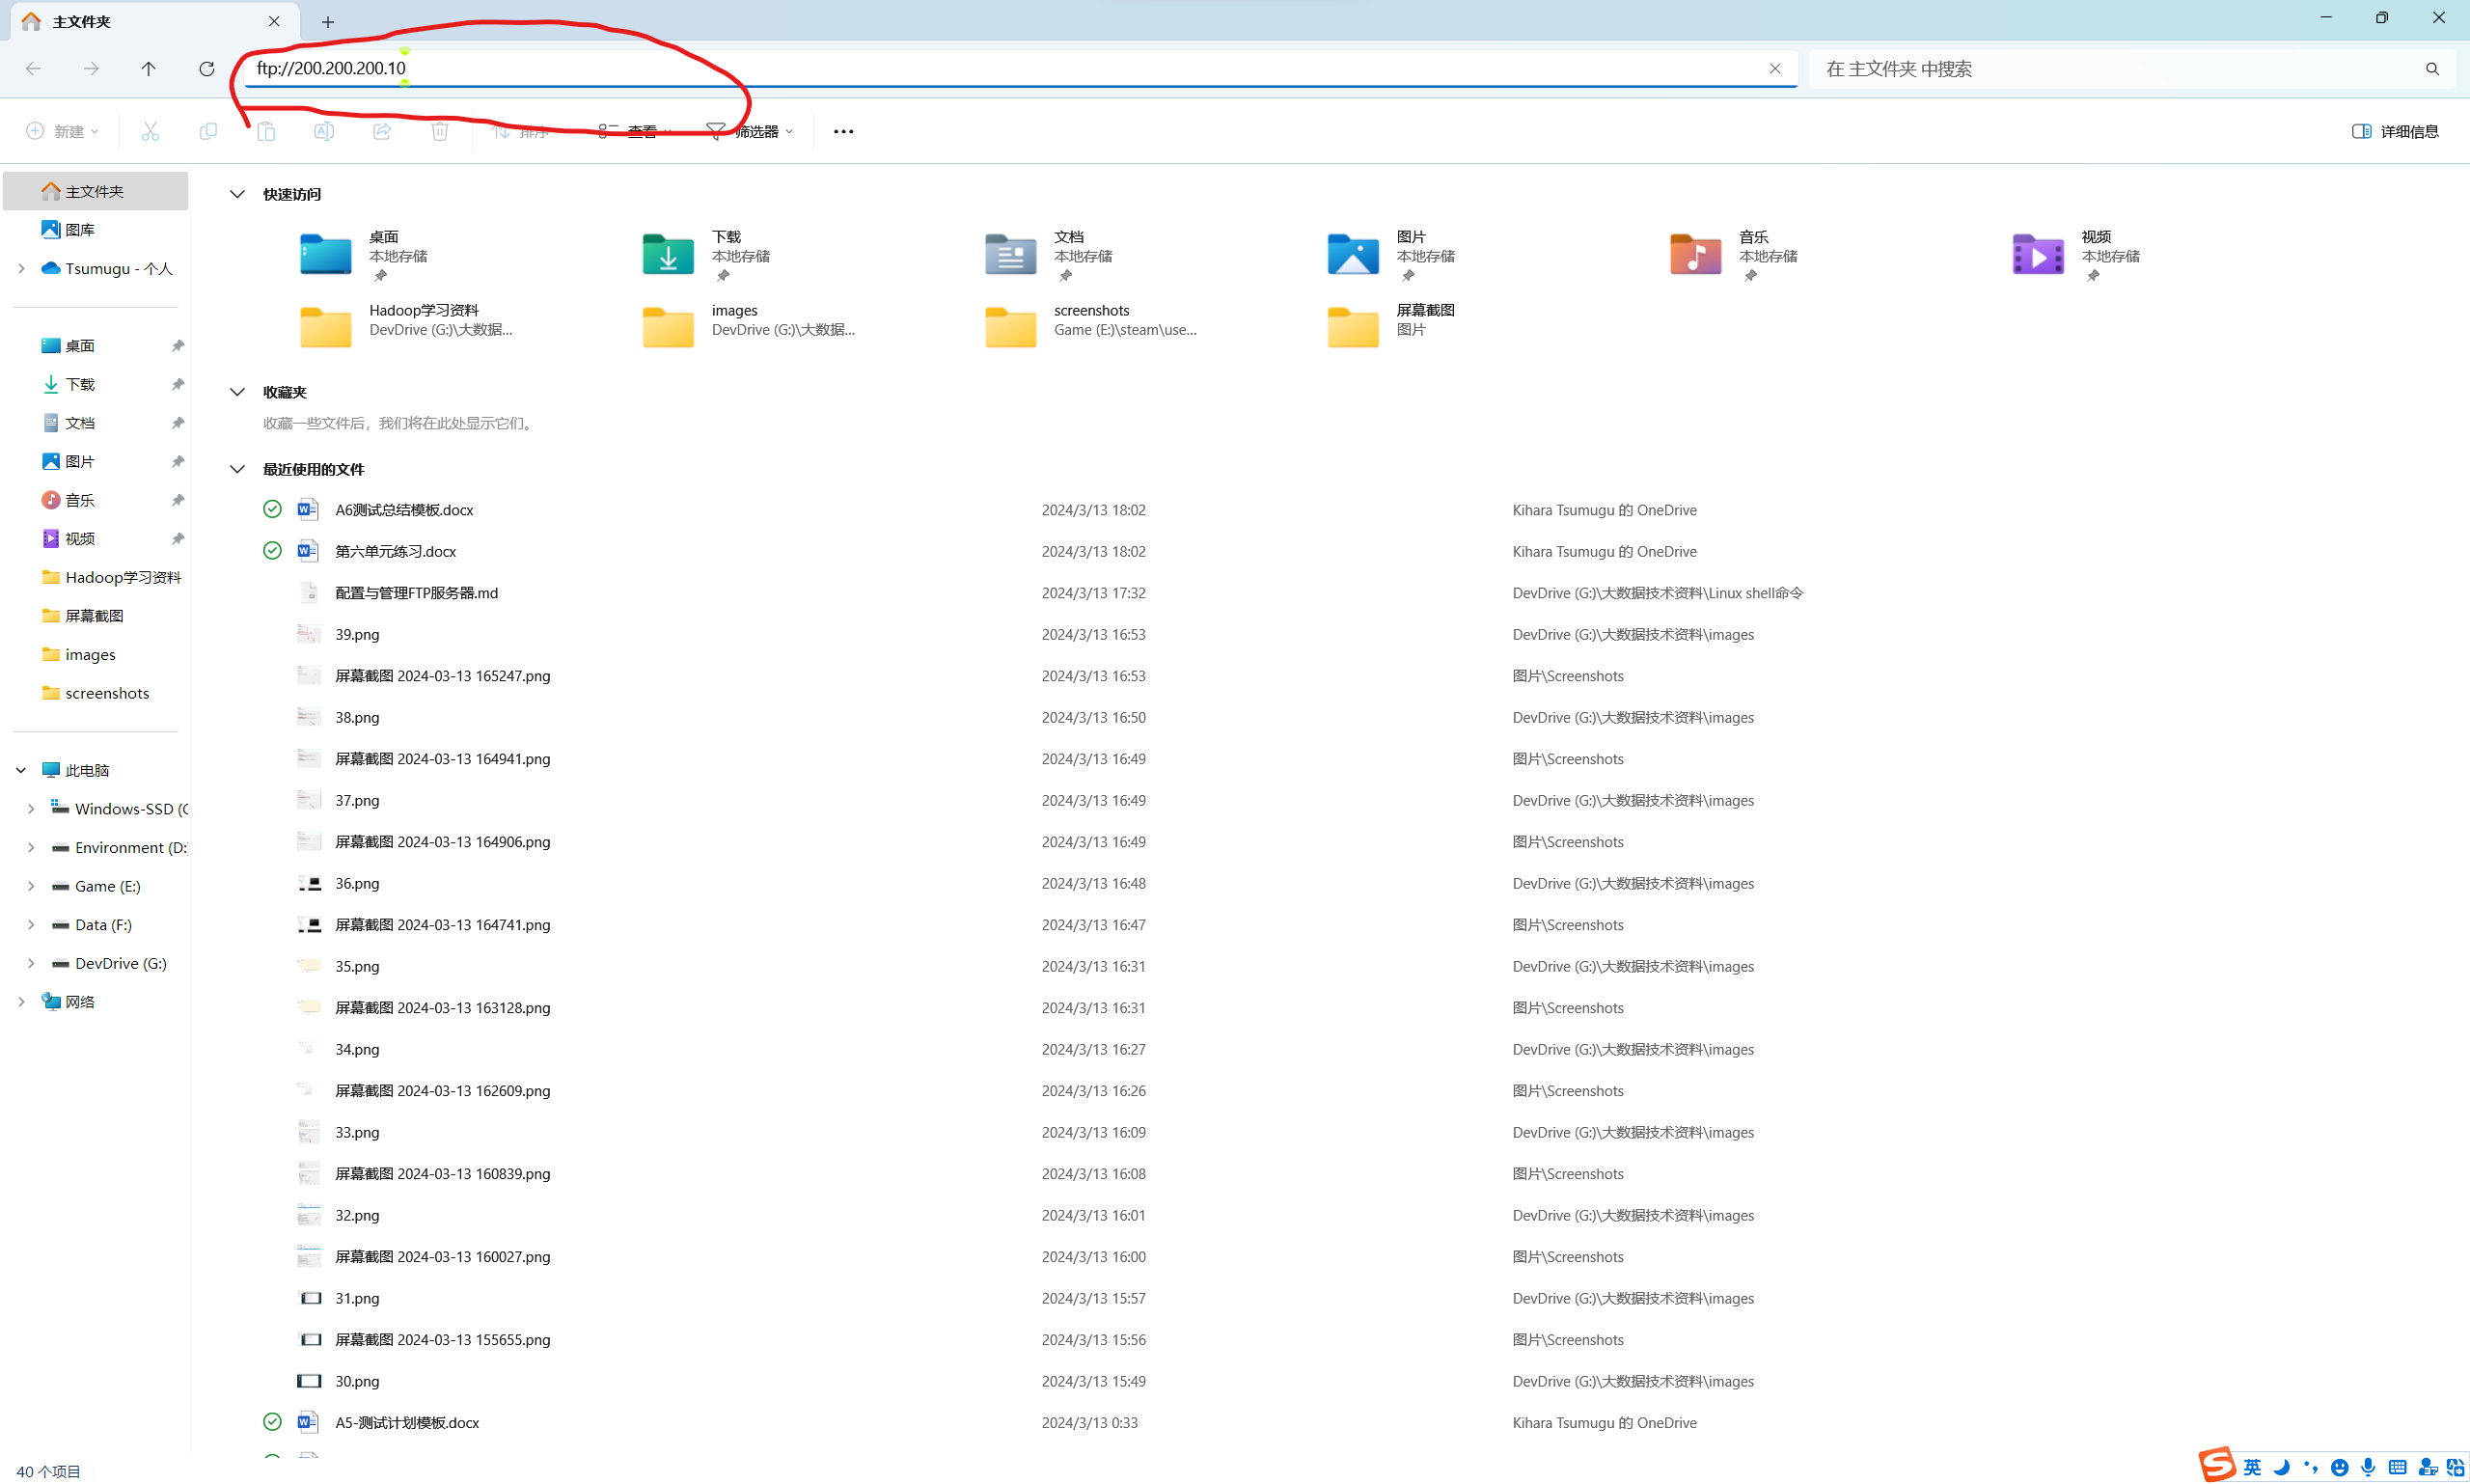 主文件夹
ftp://200.200.200.10
在 主文件夹 中搜索
新建
排序
查看
筛选器
详细信息
主文件夹
图库
Tsumugu - 个人
桌面
下载
文档
图片
音乐
视频
Hadoop学习资料
屏幕截图
images
screenshots
此电脑
Windows-SSD (C
Environment (D:
Game (E:)
Data (F:)
DevDrive (G:)
网络
快速访问
桌面
本地存储
下载
本地存储
文档
本地存储
图片
本地存储
音乐
本地存储
视频
本地存储
Hadoop学习资料
DevDrive (G:)\大数据...
images
DevDrive (G:)\大数据...
screenshots
Game (E:)\steam\use...
屏幕截图
图片
收藏夹
收藏一些文件后，我们将在此处显示它们。
最近使用的文件
A6测试总结模板.docx 2024/3/13 18:02 Kihara Tsumugu 的 OneDrive
第六单元练习.docx 2024/3/13 18:02 Kihara Tsumugu 的 OneDrive
配置与管理FTP服务器.md 2024/3/13 17:32 DevDrive (G:)\大数据技术资料\Linux shell命令
39.png 2024/3/13 16:53 DevDrive (G:)\大数据技术资料\images
屏幕截图 2024-03-13 165247.png 2024/3/13 16:53 图片\Screenshots
38.png 2024/3/13 16:50 DevDrive (G:)\大数据技术资料\images
屏幕截图 2024-03-13 164941.png 2024/3/13 16:49 图片\Screenshots
37.png 2024/3/13 16:49 DevDrive (G:)\大数据技术资料\images
屏幕截图 2024-03-13 164906.png 2024/3/13 16:49 图片\Screenshots
36.png 2024/3/13 16:48 DevDrive (G:)\大数据技术资料\images
屏幕截图 2024-03-13 164741.png 2024/3/13 16:47 图片\Screenshots
35.png 2024/3/13 16:31 DevDrive (G:)\大数据技术资料\images
屏幕截图 2024-03-13 163128.png 2024/3/13 16:31 图片\Screenshots
34.png 2024/3/13 16:27 DevDrive (G:)\大数据技术资料\images
屏幕截图 2024-03-13 162609.png 2024/3/13 16:26 图片\Screenshots
33.png 2024/3/13 16:09 DevDrive (G:)\大数据技术资料\images
屏幕截图 2024-03-13 160839.png 2024/3/13 16:08 图片\Screenshots
32.png 2024/3/13 16:01 DevDrive (G:)\大数据技术资料\images
屏幕截图 2024-03-13 160027.png 2024/3/13 16:00 图片\Screenshots
31.png 2024/3/13 15:57 DevDrive (G:)\大数据技术资料\images
屏幕截图 2024-03-13 155655.png 2024/3/13 15:56 图片\Screenshots
30.png 2024/3/13 15:49 DevDrive (G:)\大数据技术资料\images
A5-测试计划模板.docx 2024/3/13 0:33 Kihara Tsumugu 的 OneDrive
40 个项目
英